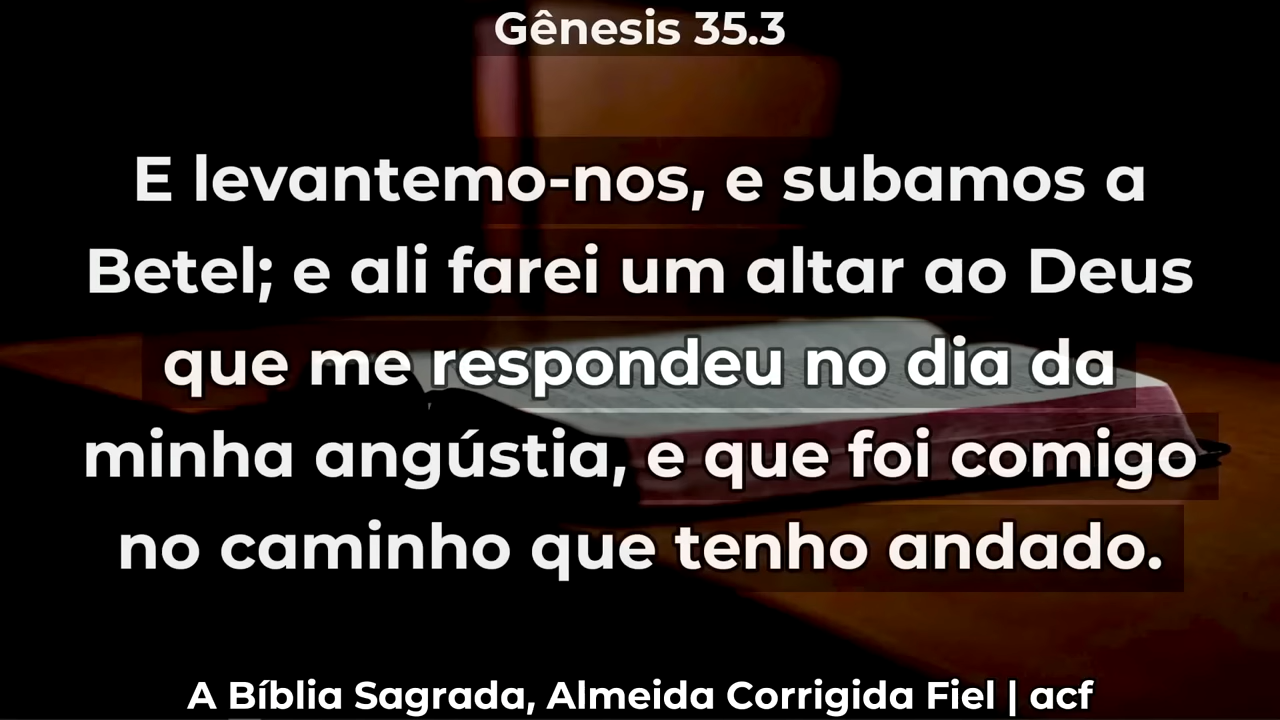 Gênesis 35.3
E levantemo-nos, e subamos a
Betel; e ali farei um altar ao Deus
que me respondeu no dia da
minha angústia, e que foi comigo
no caminho que tenho andado.
A Bíblia Sagrada, Almeida Corrigida Fiel | acf